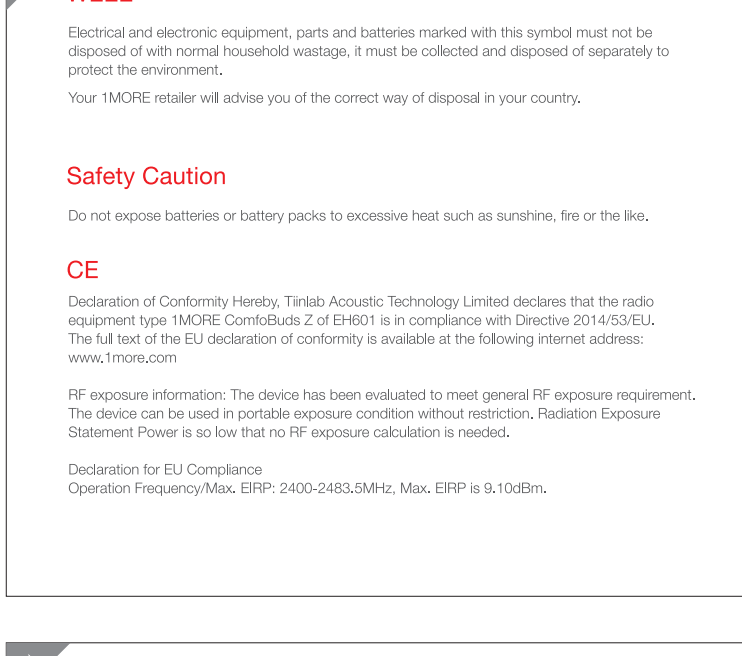 Electrical and electronic equipment, parts and batteries marked with this symbol must not be
disposed of with normal household wastage, it must be collected and disposed of separately to
protect the environment.
Your 1MORE retailer will advise you of the correct way of disposal in your country.
Safety Caution
Do not expose batteries or battery packs to excessive heat such as sunshine, fire or the like.
CE
Declaration of Conformity Hereby, Tiinlab Acoustic Technology Limited declares that the radio
equipment type 1MORE ComfoBuds Z of EH601 is in compliance with Directive 2014/53/EU.
The full text of the EU declaration of conformity is available at the following internet address:
www.1more.com
RF exposure information: The device has been evaluated to meet general RF exposure requirement.
The device can be used in portable exposure condition without restriction. Radiation Exposure
Statement Power is so low that no RF exposure calculation is needed.
Declaration for EU Compliance
Operation Frequency/Max. EIRP: 2400-2483.5MHz, Max. EIRP is 9.10dBm.